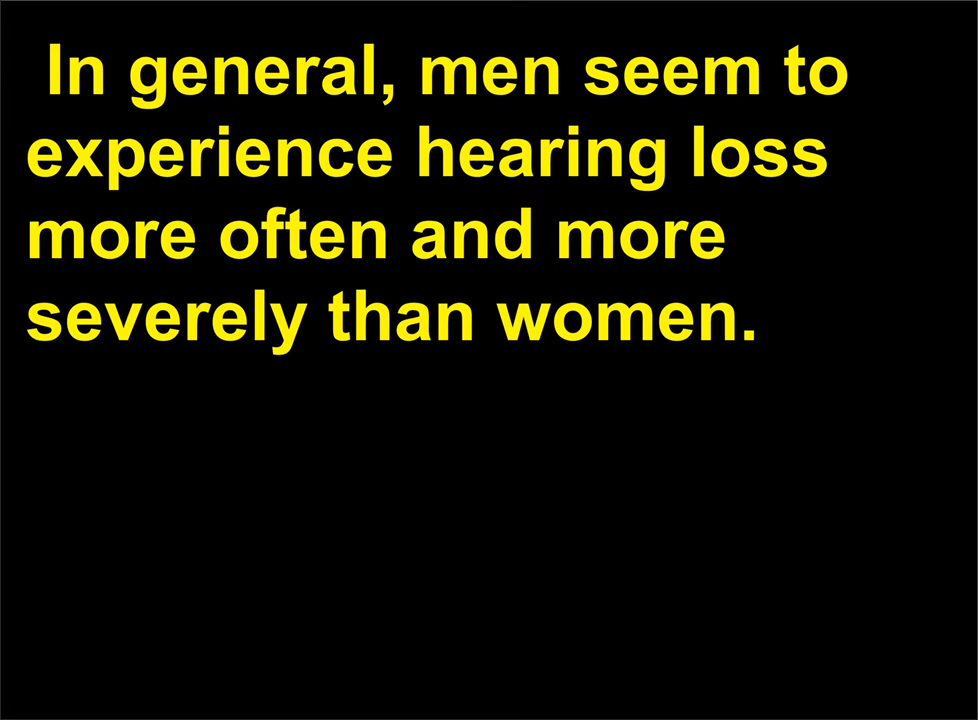 In general, men seem to
experience hearing loss
more often and more
severely than women.